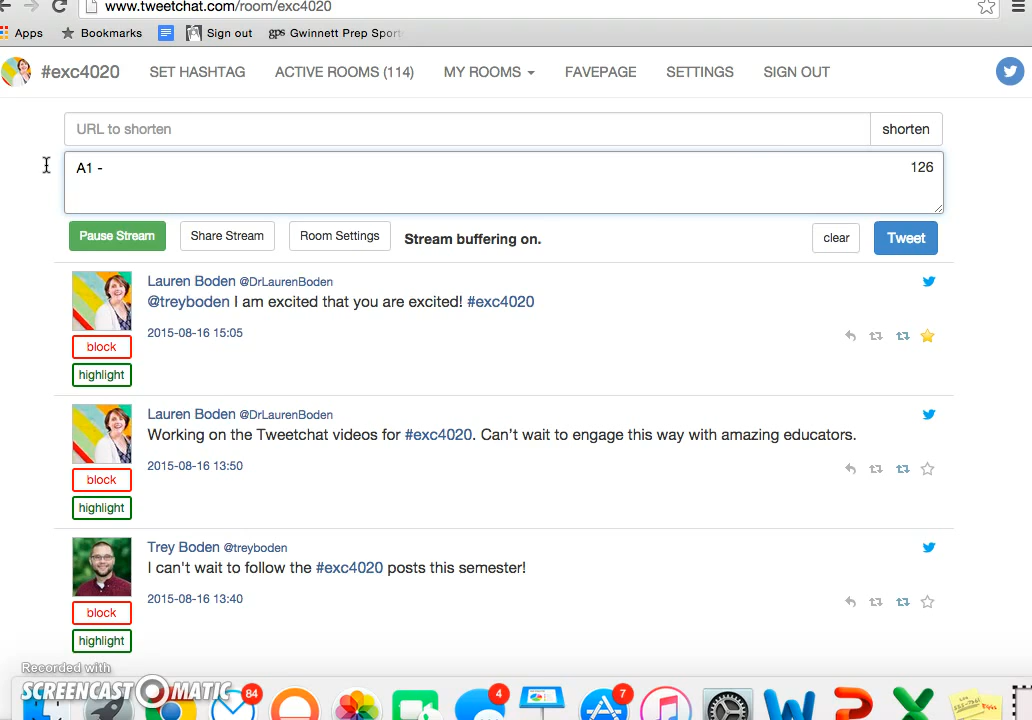 www.tweetchat.com/room/exc4020
Apps Bookmarks Sign out gps Gwinnett Prep Sport
#exc4020 SET HASHTAG ACTIVE ROOMS (114) MY ROOMS FAVEPAGE SETTINGS SIGN OUT
URL to shorten shorten
A1 - 126
Pause Stream Share Stream Room Settings Stream buffering on. clear Tweet
Lauren Boden @DrLaurenBoden
@treyboden I am excited that you are excited! #exc4020
2015-08-16 15:05
block
highlight
Lauren Boden @DrLaurenBoden
Working on the Tweetchat videos for #exc4020. Can't wait to engage this way with amazing educators.
2015-08-16 13:50
block
highlight
Trey Boden @treyboden
I can't wait to follow the #exc4020 posts this semester!
2015-08-16 13:40
block
highlight
Recorded with
SCREENCAST-O-MATIC
84 4 7